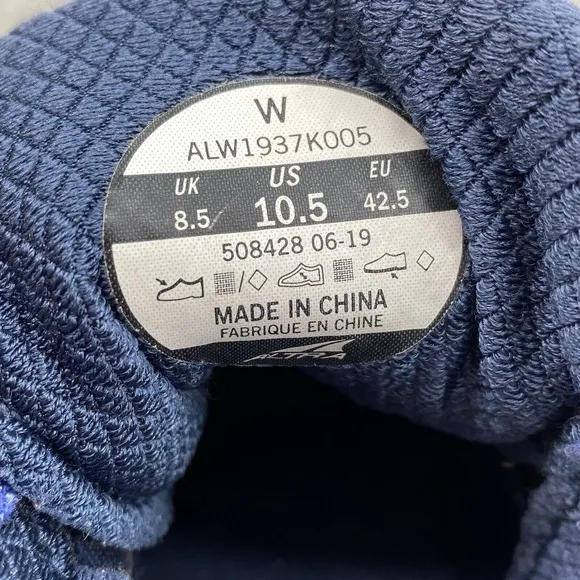 W
ALW1937K005
UK US EU
8.5 10.5 42.5
508428 06-19
MADE IN CHINA
FABRIQUE EN CHINE
ALTRA